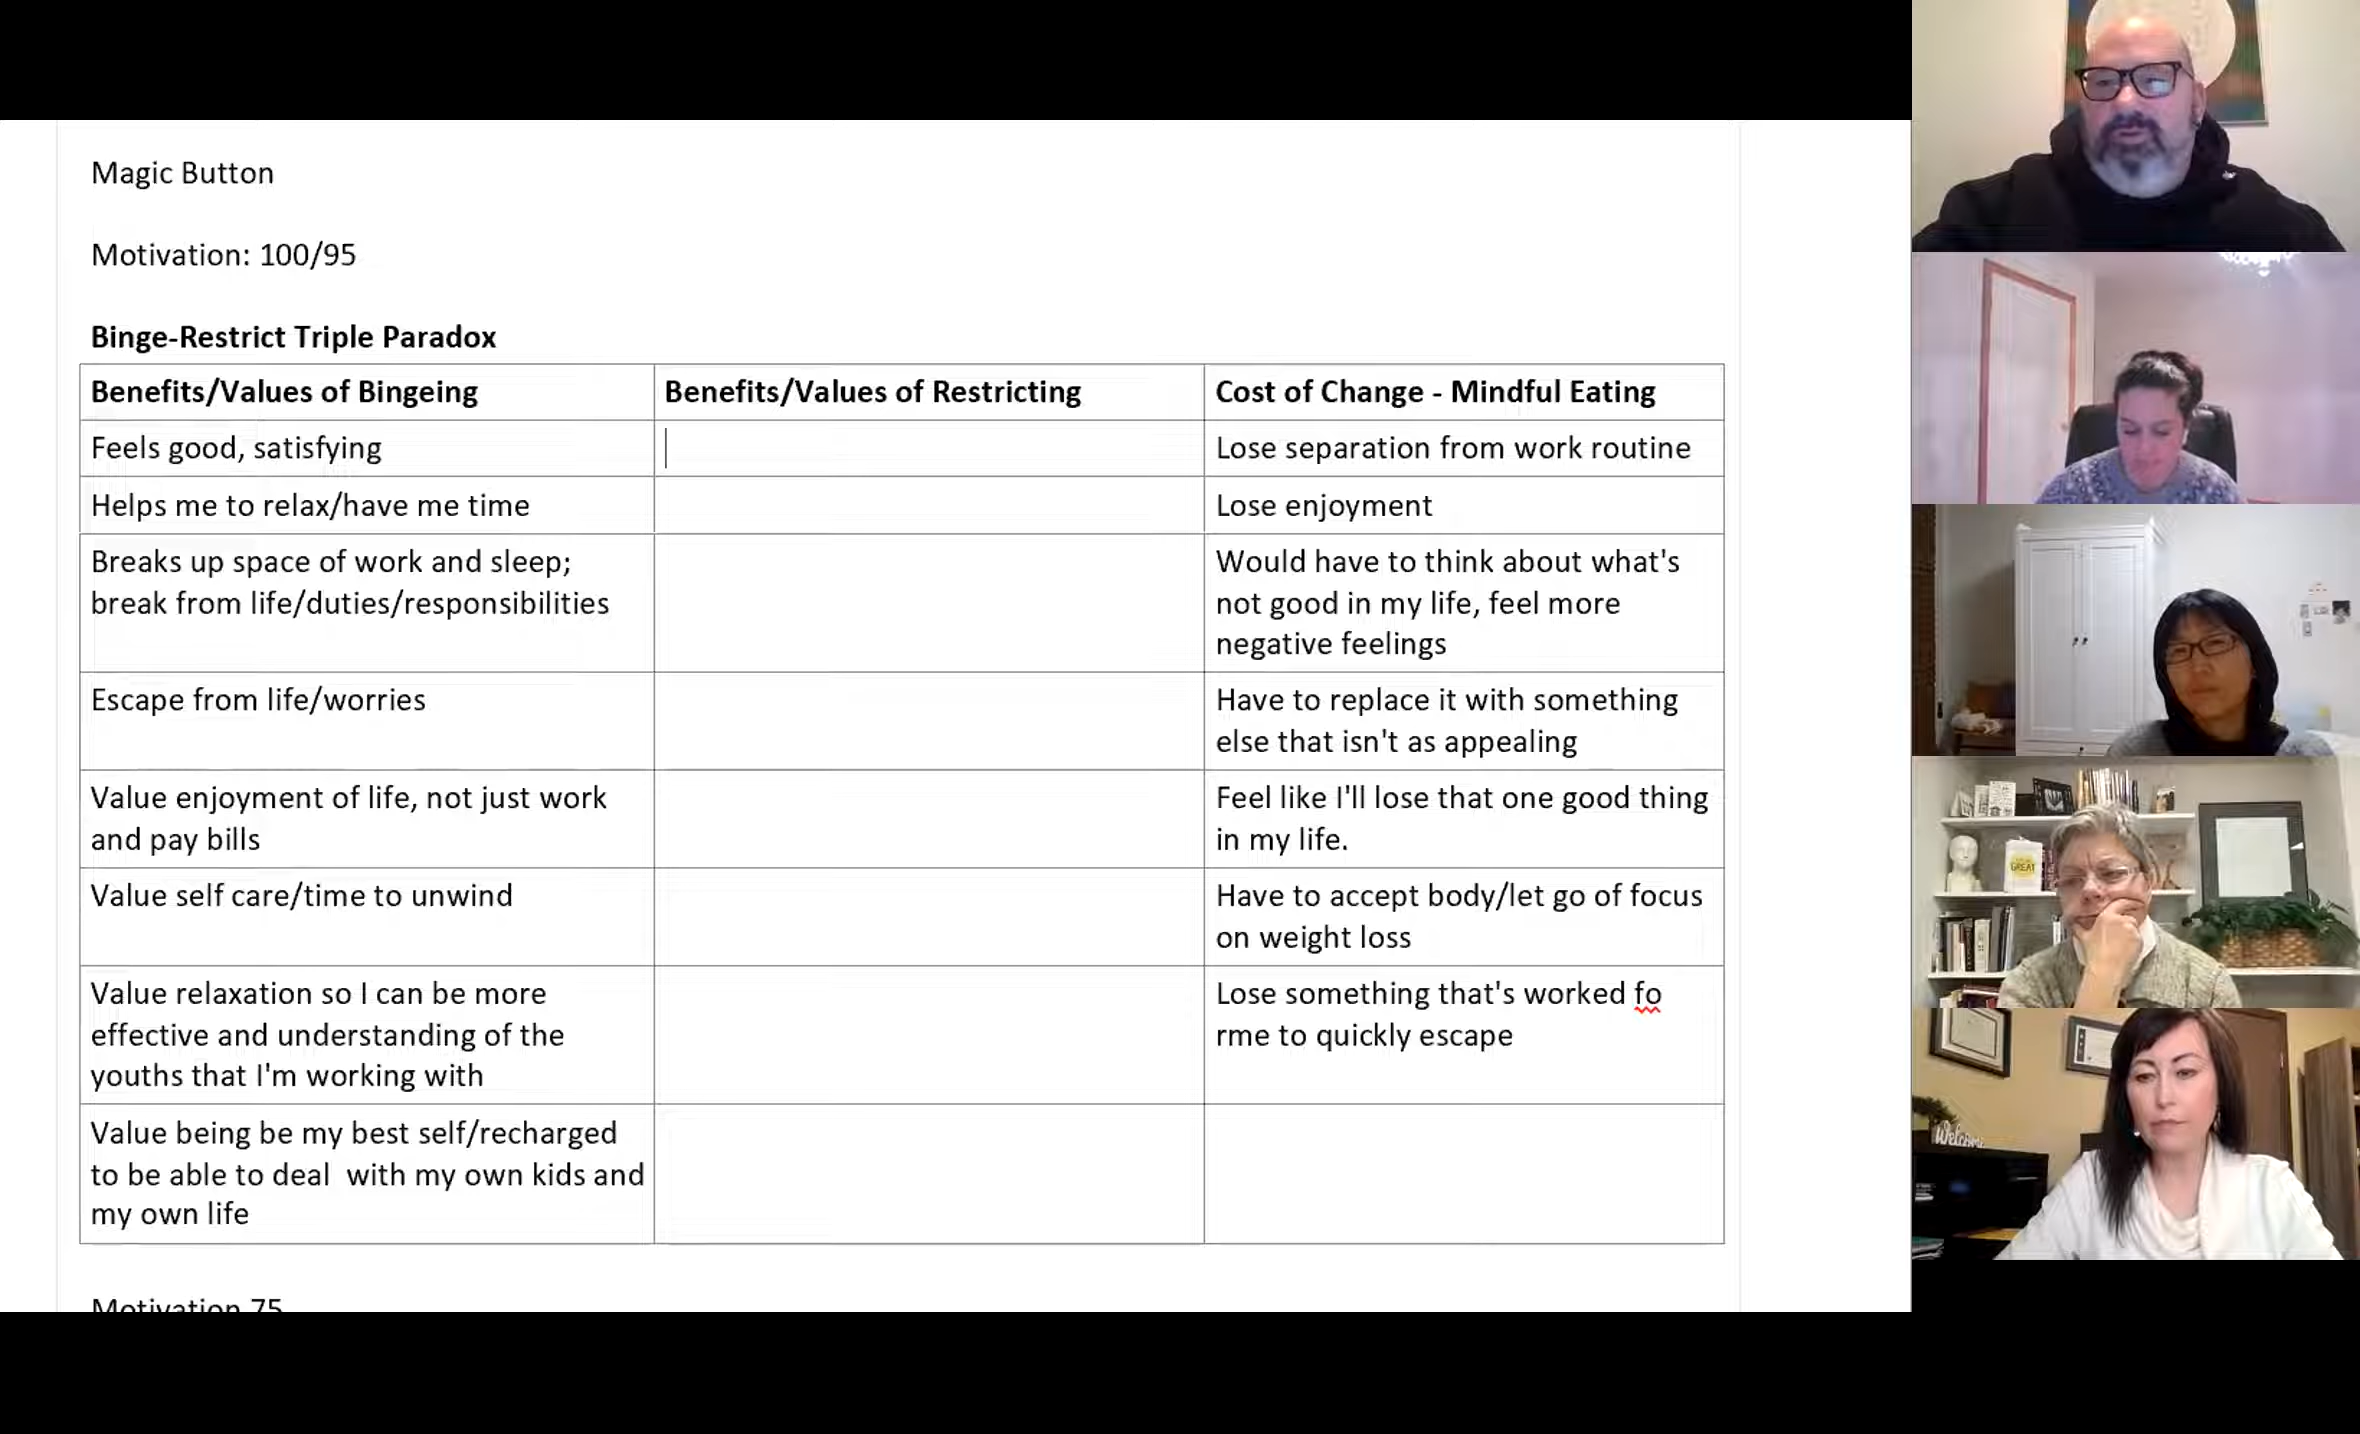 Magic Button
Motivation: 100/95
Binge-Restrict Triple Paradox
Benefits/Values of Bingeing
Benefits/Values of Restricting
Cost of Change - Mindful Eating
Feels good, satisfying
Lose separation from work routine
Helps me to relax/have me time
Lose enjoyment
Breaks up space of work and sleep;
break from life/duties/responsibilities
Would have to think about what's
not good in my life, feel more
negative feelings
Escape from life/worries
Have to replace it with something
else that isn't as appealing
Value enjoyment of life, not just work
and pay bills
Feel like I'll lose that one good thing
in my life.
Value self care/time to unwind
Have to accept body/let go of focus
on weight loss
Value relaxation so I can be more
effective and understanding of the
youths that I'm working with
Lose something that's worked fo
rme to quickly escape
Value being be my best self/recharged
to be able to deal  with my own kids and
my own life
Motivation 75
GREAT
Welcome